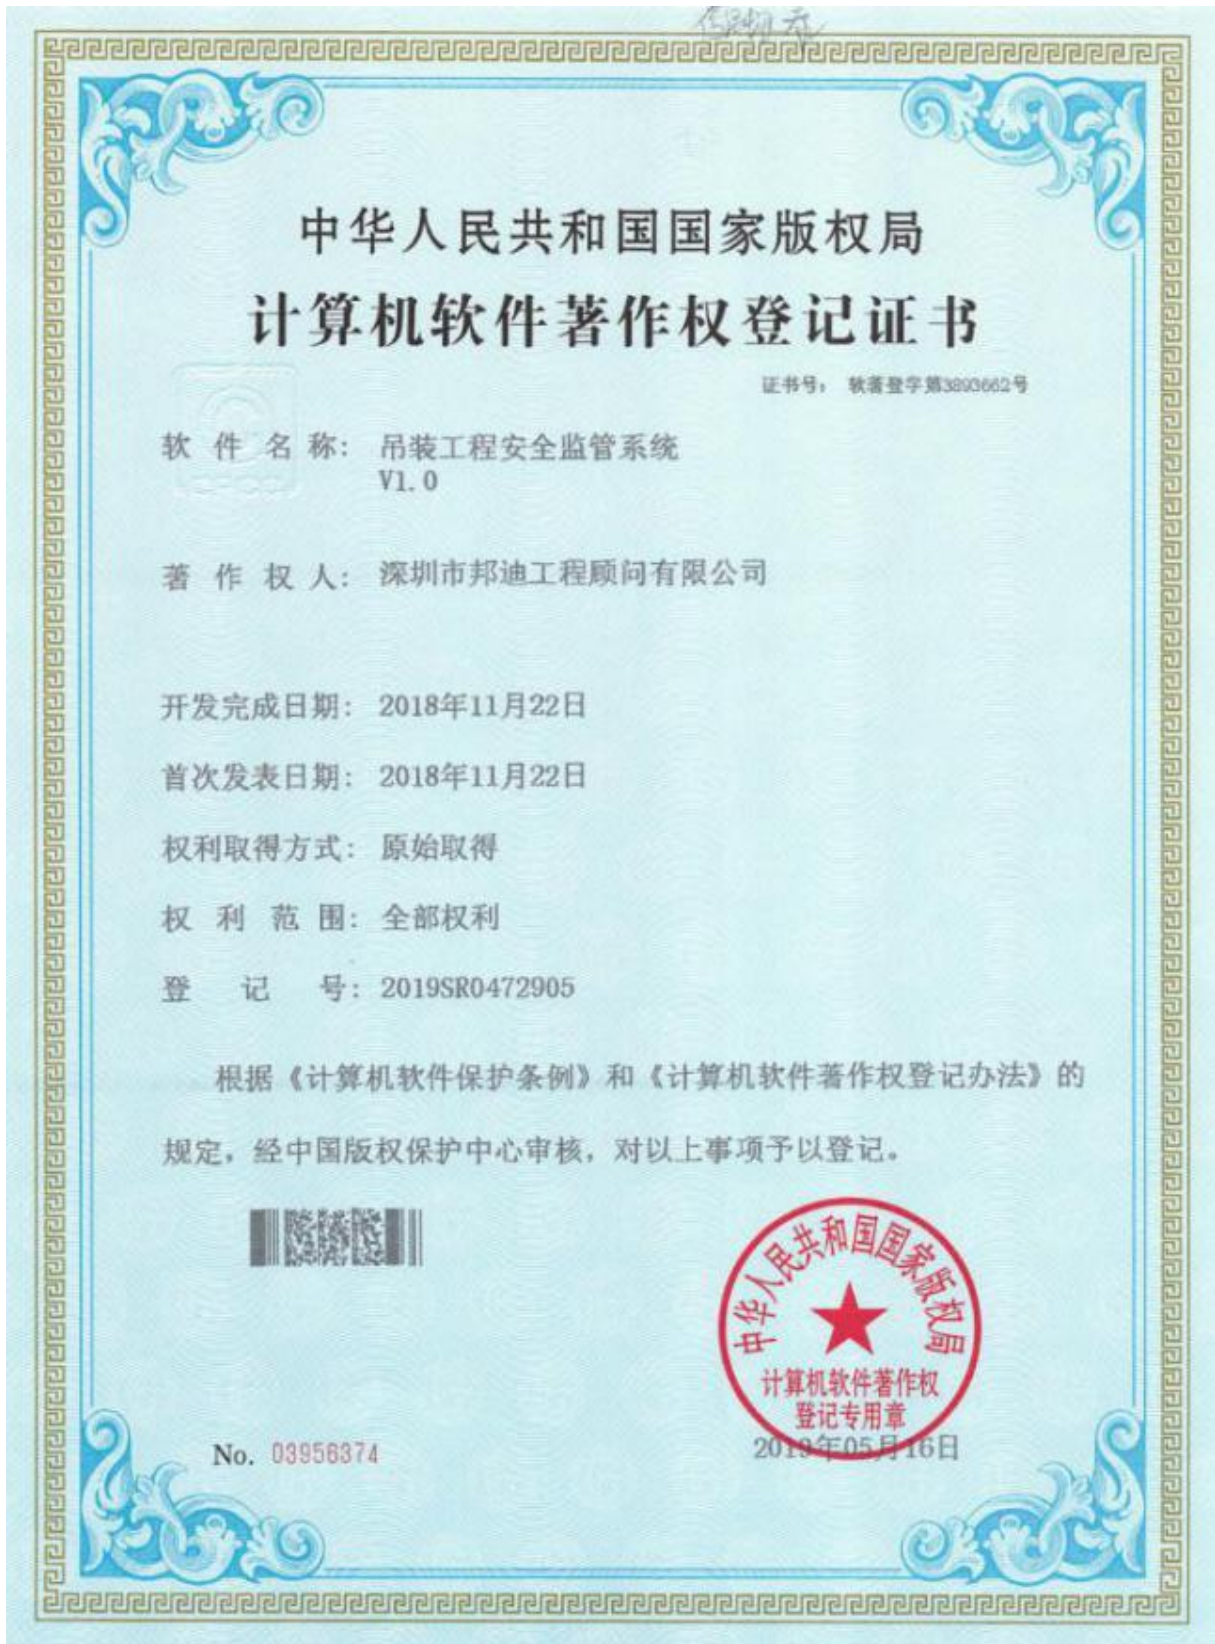 中华人民共和国国家版权局
计算机软件著作权登记证书
证书号： 软著登字第3893662号
软件名称： 吊装工程安全监管系统
V1.0
著作权人： 深圳市邦迪工程顾问有限公司
开发完成日期： 2018年11月22日
首次发表日期： 2018年11月22日
权利取得方式： 原始取得
权利范围： 全部权利
登记号： 2019SR0472905
根据《计算机软件保护条例》和《计算机软件著作权登记办法》的
规定，经中国版权保护中心审核，对以上事项予以登记。
中华人民共和国国家版权局
计算机软件著作权
登记专用章
No. 03956374
2019年05月16日